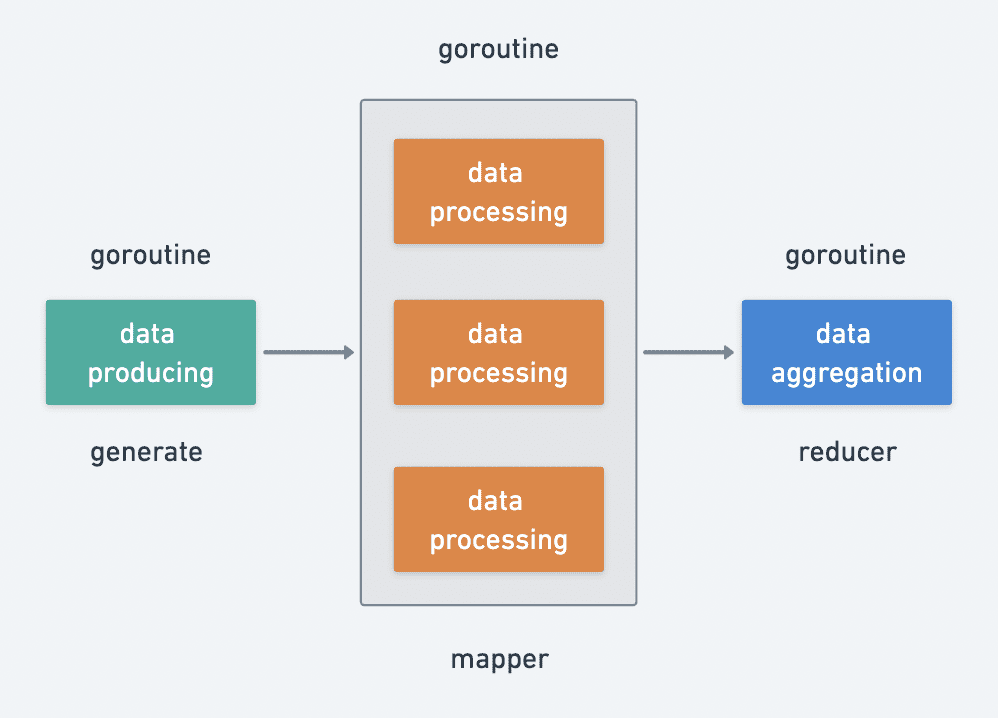 goroutine
data
processing
goroutine
data
producing
generate
data
processing
data
processing
mapper
goroutine
data
aggregation
reducer